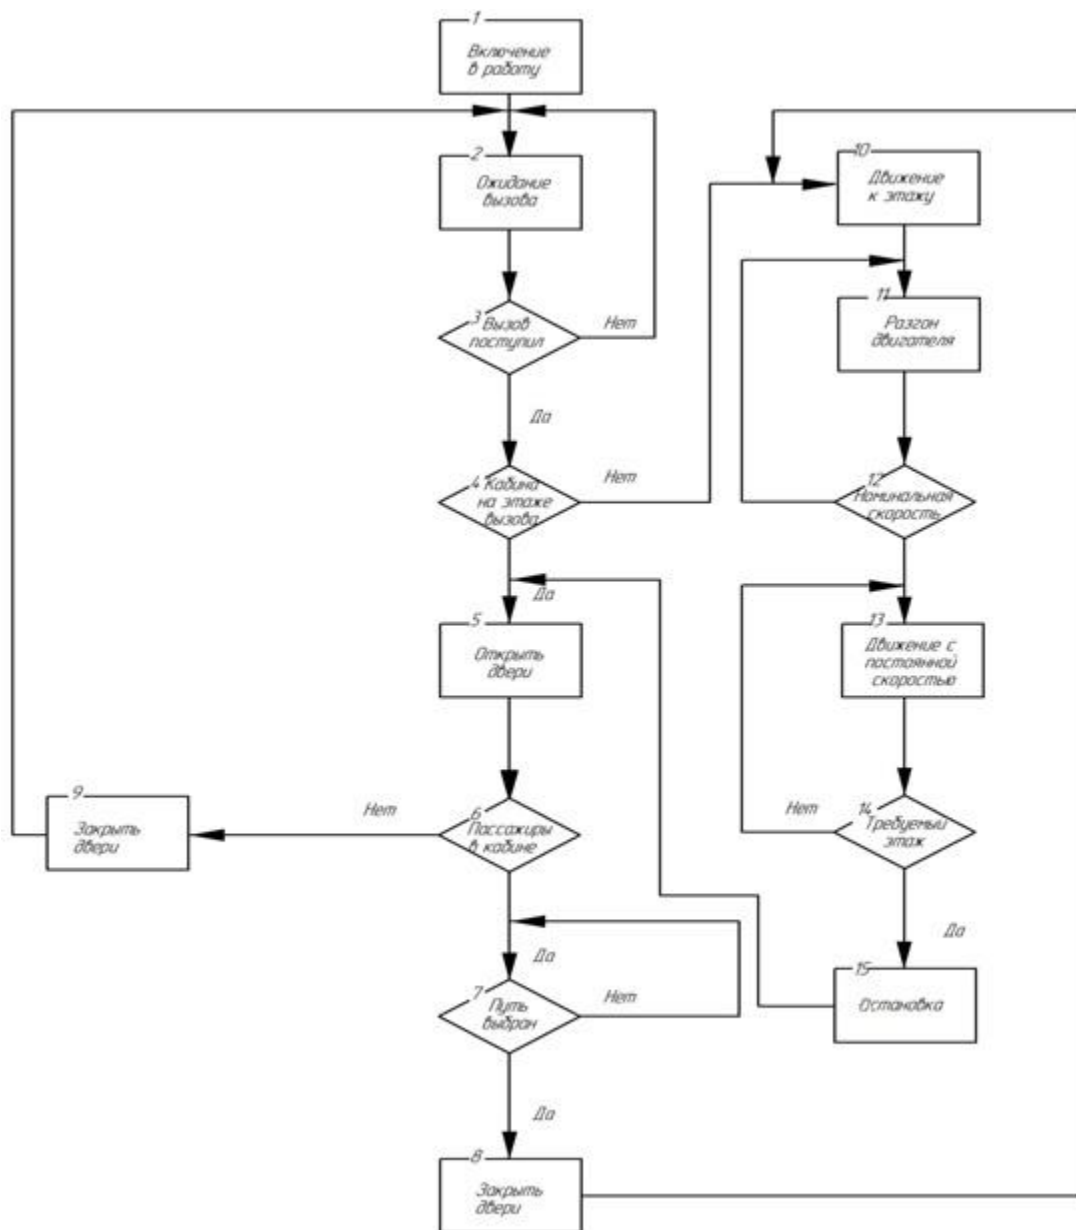 1
Включение
в работу
2
Ожидание
вызова
3 Вызов
поступил
Нет
Да
4 Кабина
на этаже
вызова
Нет
Да
5
Открыть
двери
6
Пассажиры
в кабине
Нет
9
Закрыть
двери
Да
7
Путь
выбран
Нет
Да
8
Закрыть
двери
10
Движение
к этажу
11
Разгон
двигателя
12
Номинальная
скорость
13
Движение с
постоянной
скоростью
14
Требуемый
этаж
Нет
Да
15
Остановка